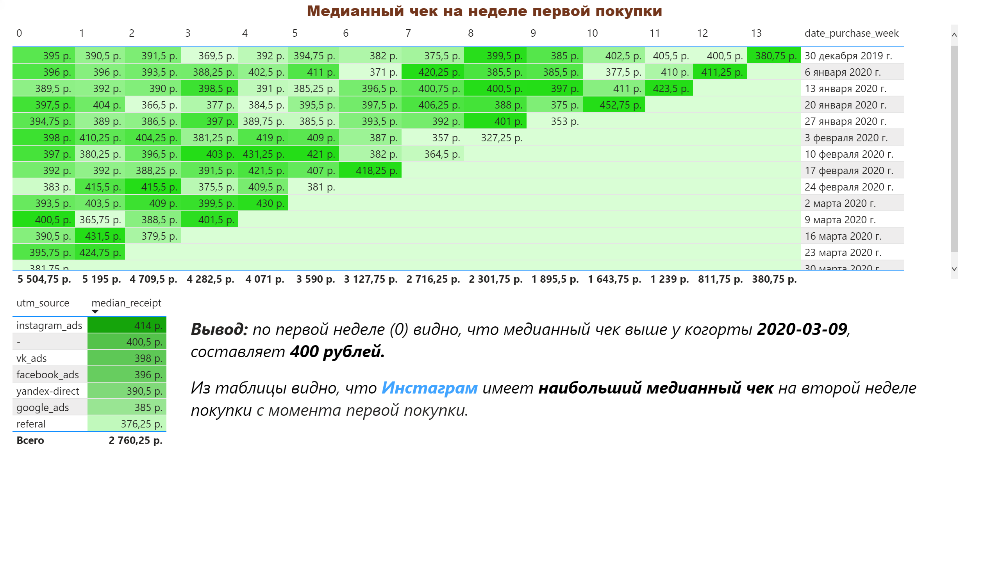 Медианный чек на неделе первой покупки
0 1 2 3 4 5 6 7 8 9 10 11 12 13 date_purchase_week
395 р. 390,5 р. 391,5 р. 369,5 р. 392 р. 394,75 р. 382 р. 375,5 р. 399,5 р. 385 р. 402,5 р. 405,5 р. 400,5 р. 380,75 р. 30 декабря 2019 г.
396 р. 396 р. 393,5 р. 388,25 р. 402,5 р. 411 р. 371 р. 420,25 р. 385,5 р. 385,5 р. 377,5 р. 410 р. 411,25 р. 6 января 2020 г.
389,5 р. 392 р. 390 р. 398,5 р. 391 р. 385,25 р. 396,5 р. 400,75 р. 400,5 р. 397 р. 411 р. 423,5 р. 13 января 2020 г.
397,5 р. 404 р. 366,5 р. 377 р. 384,5 р. 395,5 р. 397,5 р. 406,25 р. 388 р. 375 р. 452,75 р. 20 января 2020 г.
394,75 р. 389 р. 386,5 р. 397 р. 389,75 р. 385,5 р. 393,5 р. 392 р. 401 р. 353 р. 27 января 2020 г.
398 р. 410,25 р. 404,25 р. 381,25 р. 419 р. 409 р. 387 р. 357 р. 327,25 р. 3 февраля 2020 г.
397 р. 380,25 р. 396,5 р. 403 р. 431,25 р. 421 р. 382 р. 364,5 р. 10 февраля 2020 г.
392 р. 392 р. 388,25 р. 391,5 р. 421,5 р. 407 р. 418,25 р. 17 февраля 2020 г.
383 р. 415,5 р. 415,5 р. 375,5 р. 409,5 р. 381 р. 24 февраля 2020 г.
393,5 р. 403,5 р. 409 р. 399,5 р. 430 р. 2 марта 2020 г.
400,5 р. 365,75 р. 388,5 р. 401,5 р. 9 марта 2020 г.
390,5 р. 431,5 р. 379,5 р. 16 марта 2020 г.
395,75 р. 424,75 р. 23 марта 2020 г.
381,75 р. 30 марта 2020 г.
5 504,75 р. 5 195 р. 4 709,5 р. 4 282,5 р. 4 071 р. 3 590 р. 3 127,75 р. 2 716,25 р. 2 301,75 р. 1 895,5 р. 1 643,75 р. 1 239 р. 811,75 р. 380,75 р.
utm_source median_receipt
instagram_ads 414 р.
- 400,5 р.
vk_ads 398 р.
facebook_ads 396 р.
yandex-direct 390,5 р.
google_ads 385 р.
referal 376,25 р.
Всего 2 760,25 р.
Вывод: по первой неделе (0) видно, что медианный чек выше у когорты 2020-03-09,
составляет 400 рублей.
Из таблицы видно, что Инстаграм имеет наибольший медианный чек на второй неделе
покупки с момента первой покупки.